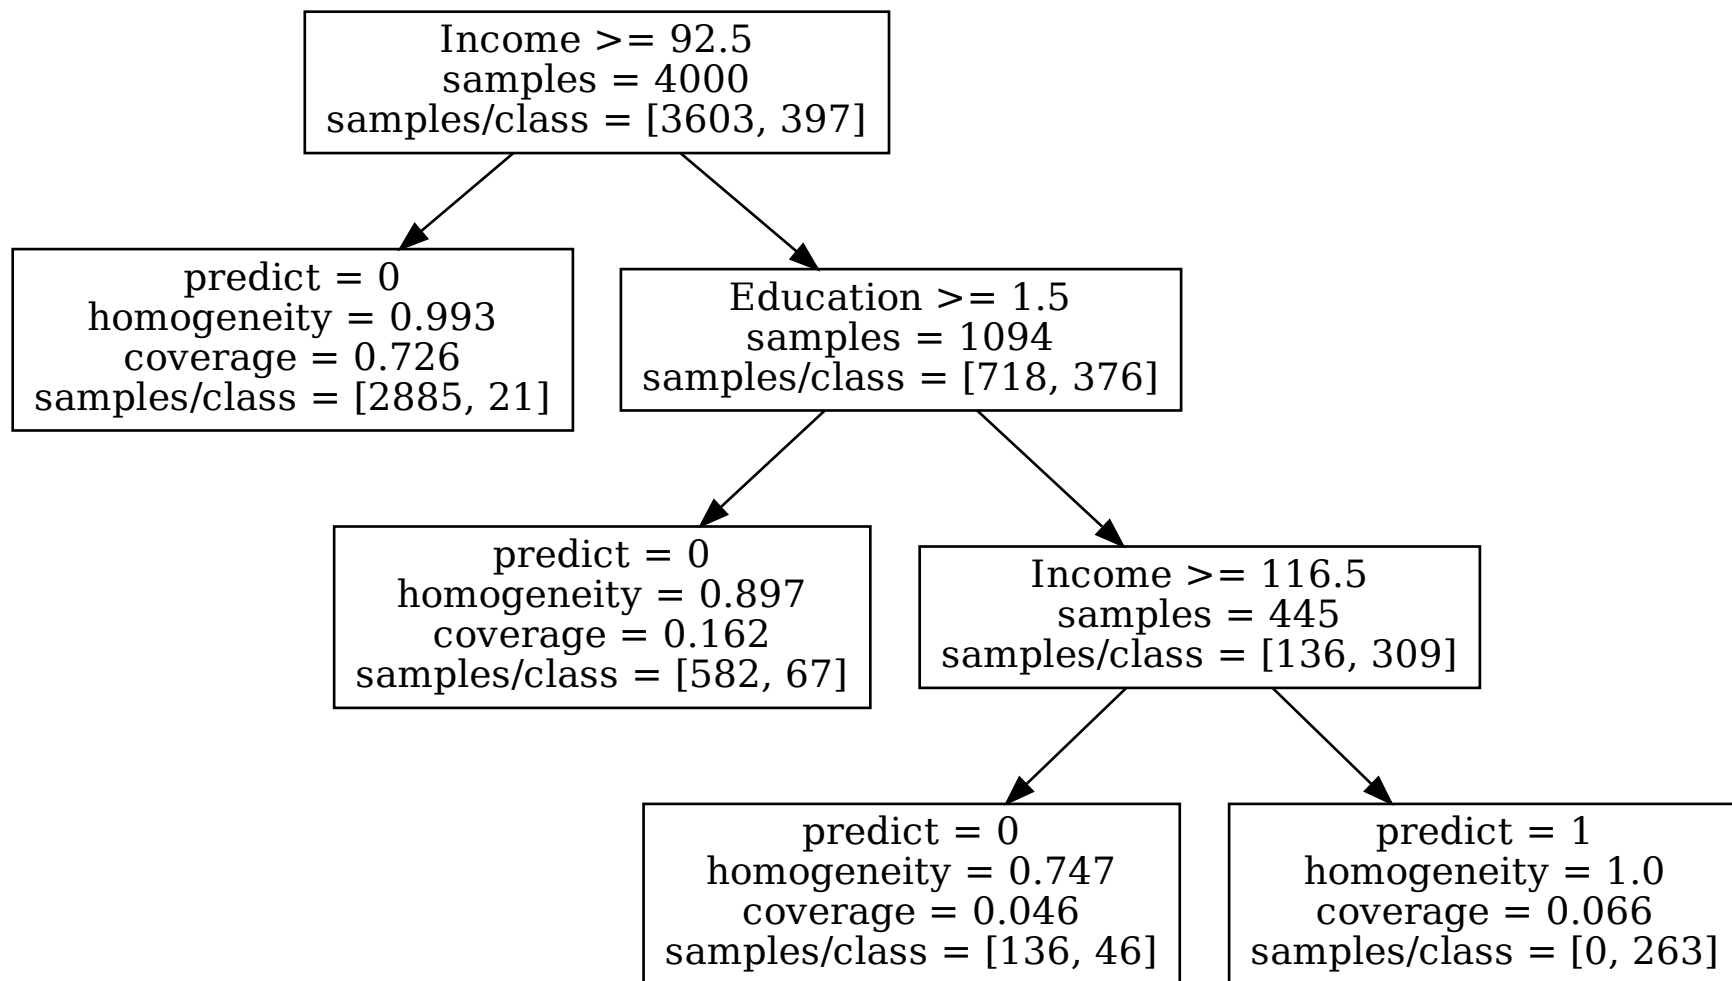 Income >= 92.5
samples = 4000
samples/class = [3603, 397]
predict = 0
homogeneity = 0.993
coverage = 0.726
samples/class = [2885, 21]
Education >= 1.5
samples = 1094
samples/class = [718, 376]
predict = 0
homogeneity = 0.897
coverage = 0.162
samples/class = [582, 67]
Income >= 116.5
samples = 445
samples/class = [136, 309]
predict = 0
homogeneity = 0.747
coverage = 0.046
samples/class = [136, 46]
predict = 1
homogeneity = 1.0
coverage = 0.066
samples/class = [0, 263]